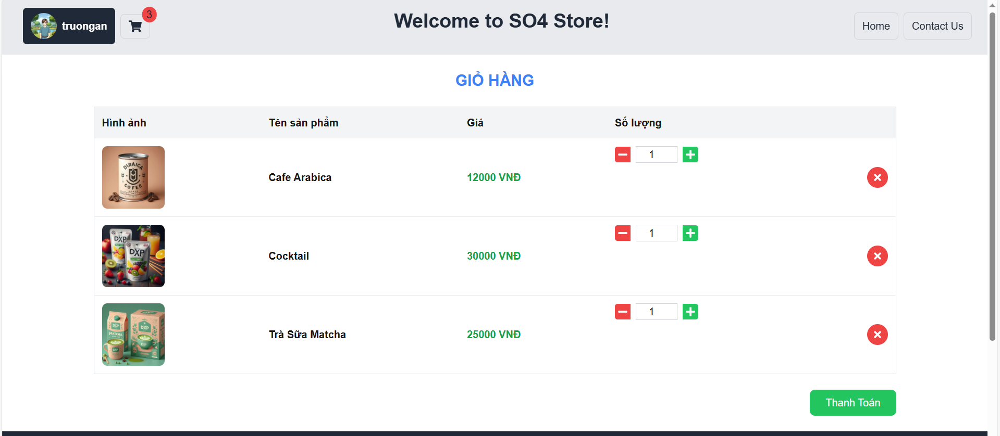 truongan
3
Welcome to SO4 Store!
Home
Contact Us
GIỎ HÀNG
Hình ảnh
Tên sản phẩm
Giá
Số lượng
DIRAICA
COFEE
Cafe Arabica
12000 VNĐ
1
DXP
DXP
Cocktail
30000 VNĐ
1
DXP
MATCHA
DXP
DXP
Trà Sữa Matcha
25000 VNĐ
1
Thanh Toán